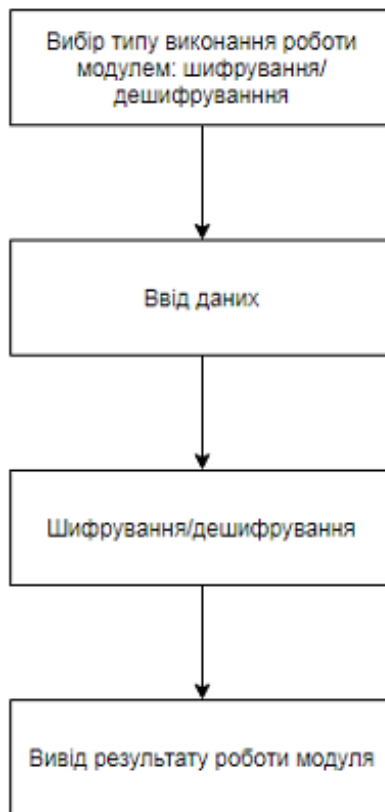 Вибір типу виконання роботи
модулем: шифрування/
дешифруванння
Ввід даних
Шифрування/дешифрування
Вивід результату роботи модуля